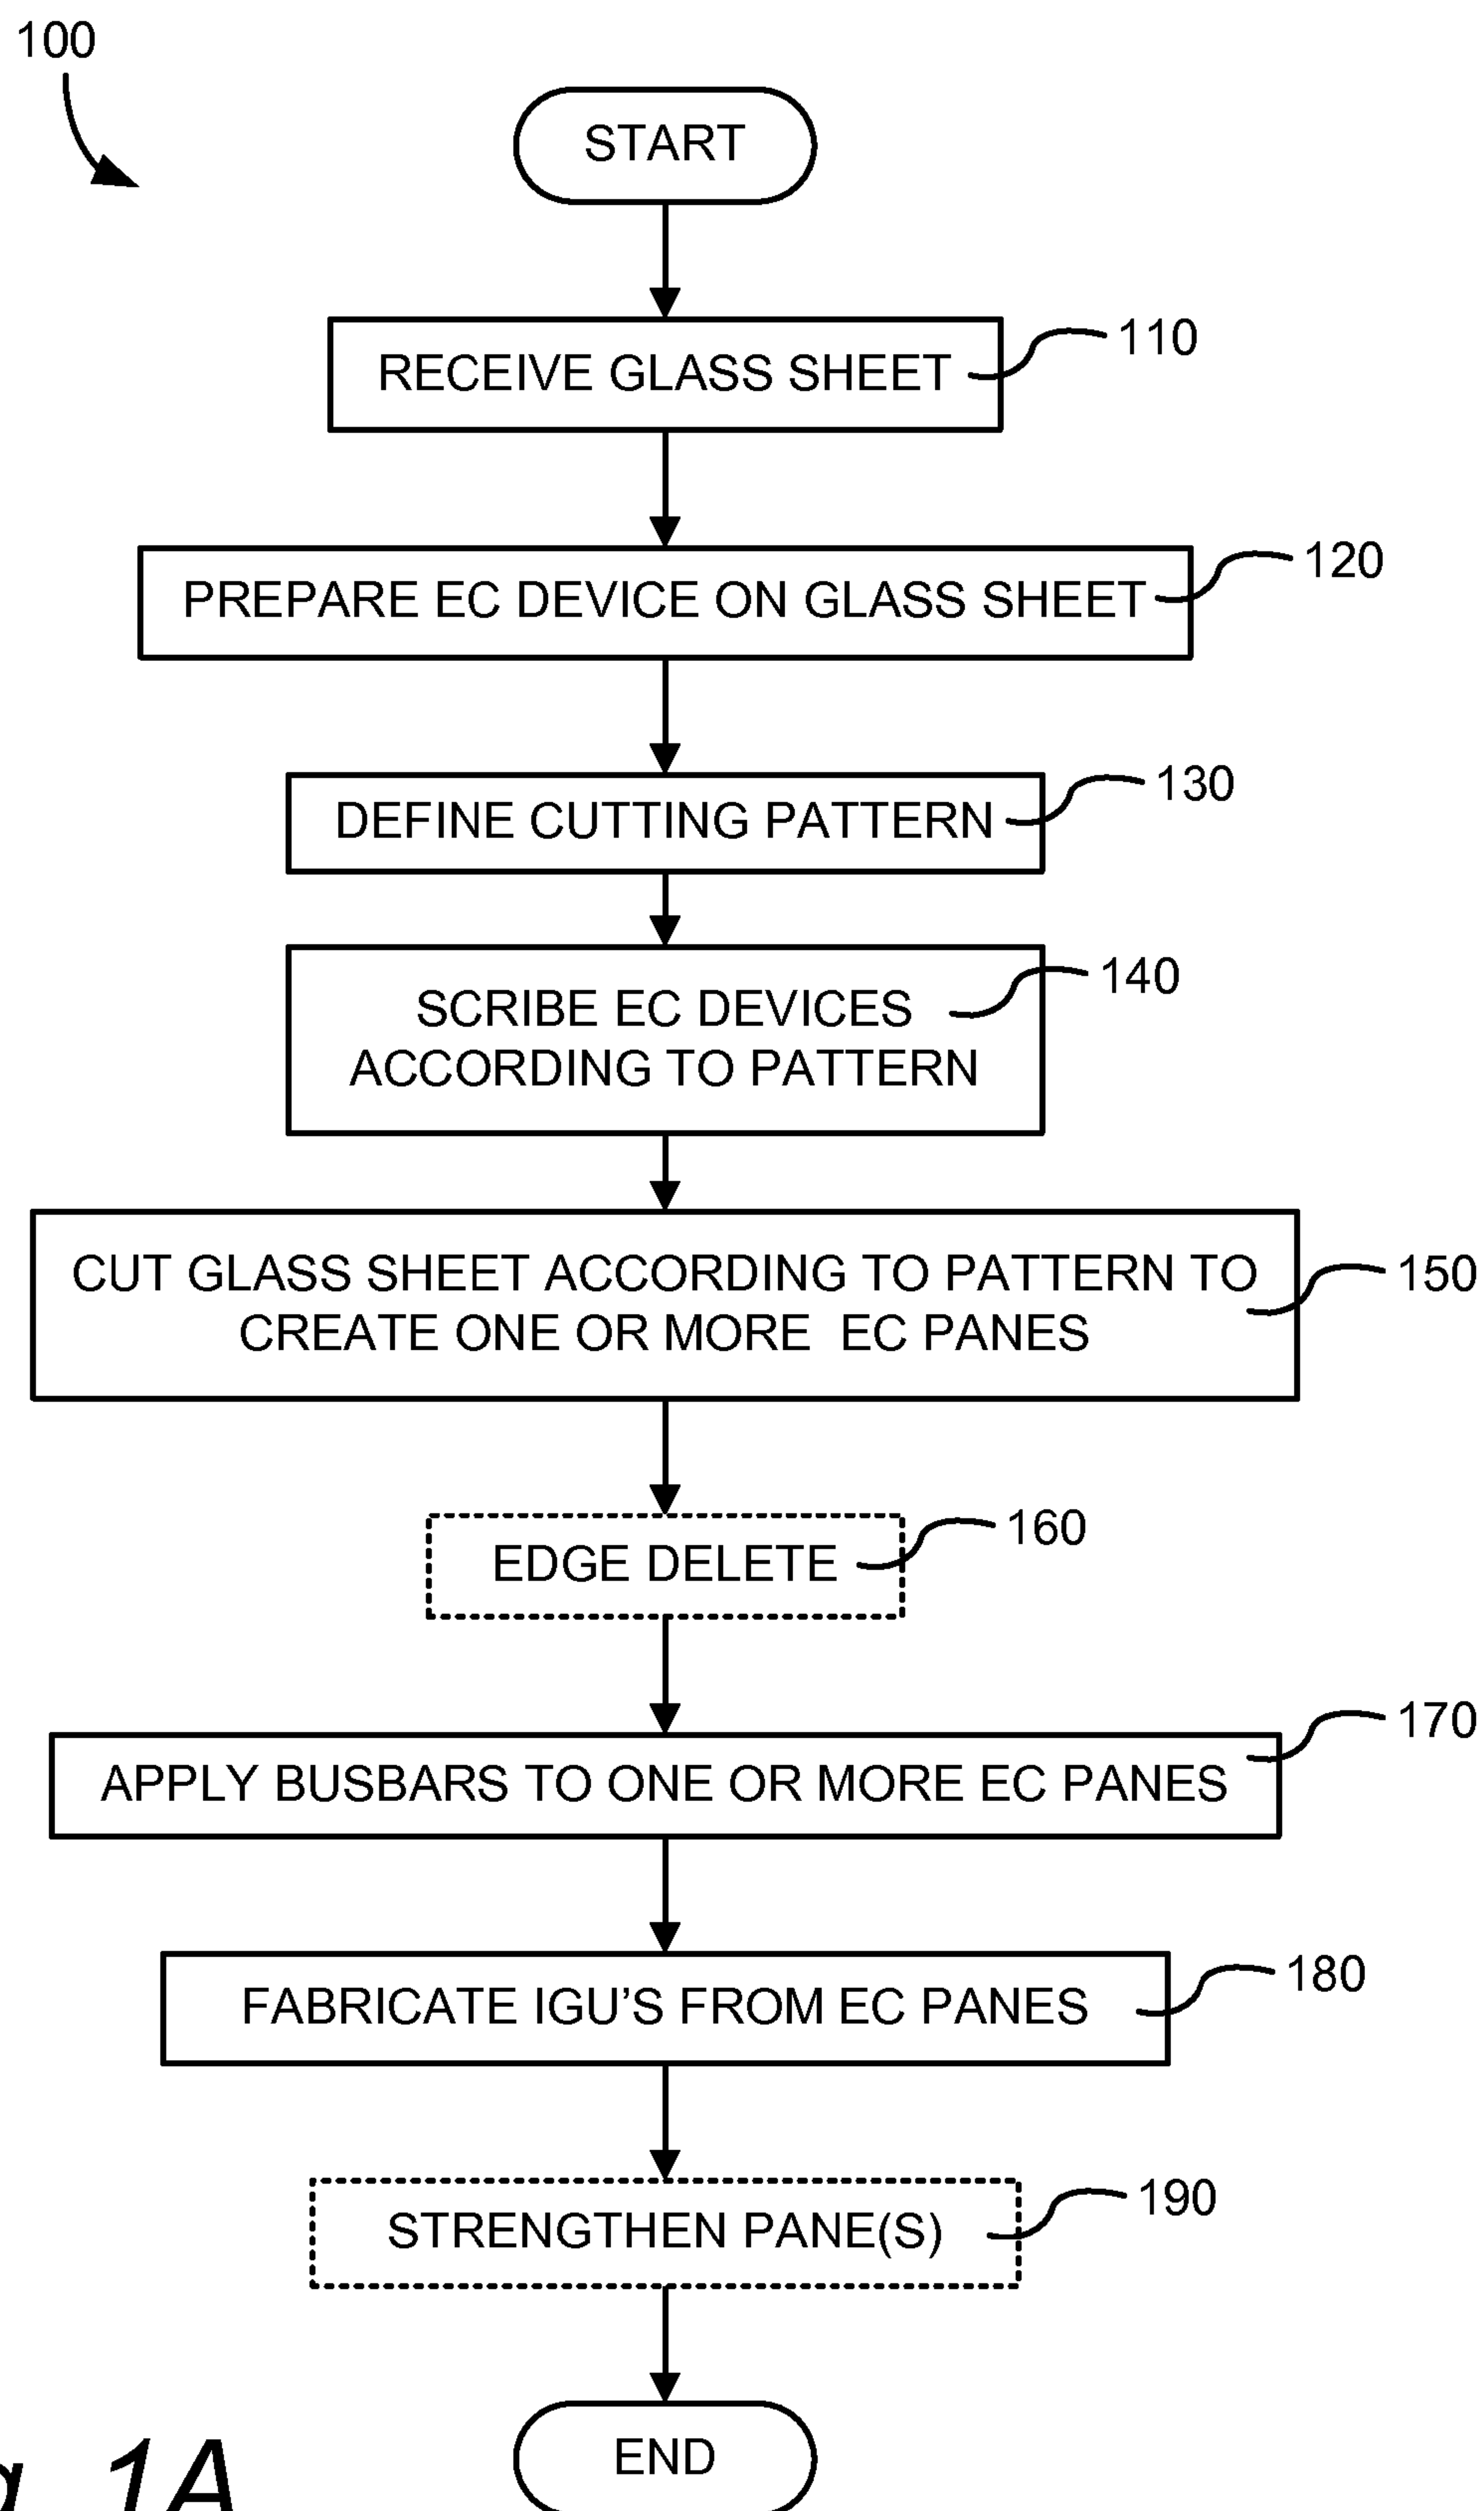 100
START
RECEIVE GLASS SHEET
110
PREPARE EC DEVICE ON GLASS SHEET
120
DEFINE CUTTING PATTERN
130
SCRIBE EC DEVICES
ACCORDING TO PATTERN
140
CUT GLASS SHEET ACCORDING TO PATTERN TO
CREATE ONE OR MORE EC PANES
150
EDGE DELETE
160
APPLY BUSBARS TO ONE OR MORE EC PANES
170
FABRICATE IGU'S FROM EC PANES
180
STRENGTHEN PANE(S)
190
END
1A